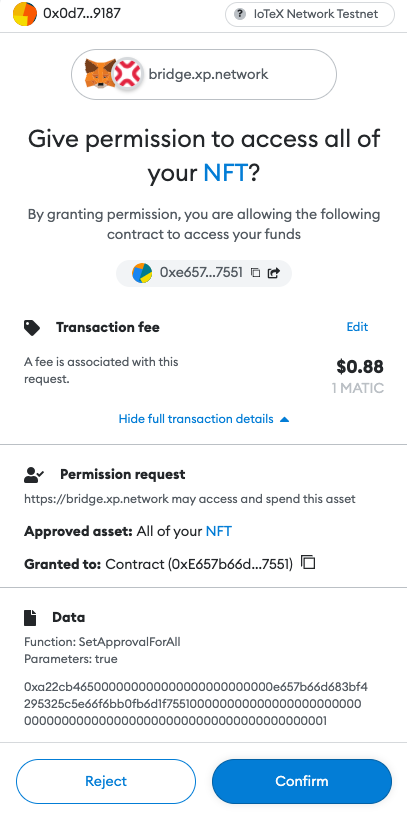 0x0d7...9187
? IoTeX Network Testnet
bridge.xp.network
Give permission to access all of
your NFT?
By granting permission, you are allowing the following
contract to access your funds
0xe657...7551
Transaction fee
Edit
A fee is associated with this
request.
$0.88
1 MATIC
Hide full transaction details
Permission request
https://bridge.xp.network may access and spend this asset
Approved asset: All of your NFT
Granted to: Contract (0xE657b66d...7551)
Data
Function: SetApprovalForAll
Parameters: true
0xa22cb465000000000000000000000000e657b66d683bf4
295325c5e66f6bb0fb6d1f755100000000000000000000000
0000000000000000000000000000000000000001
Reject
Confirm